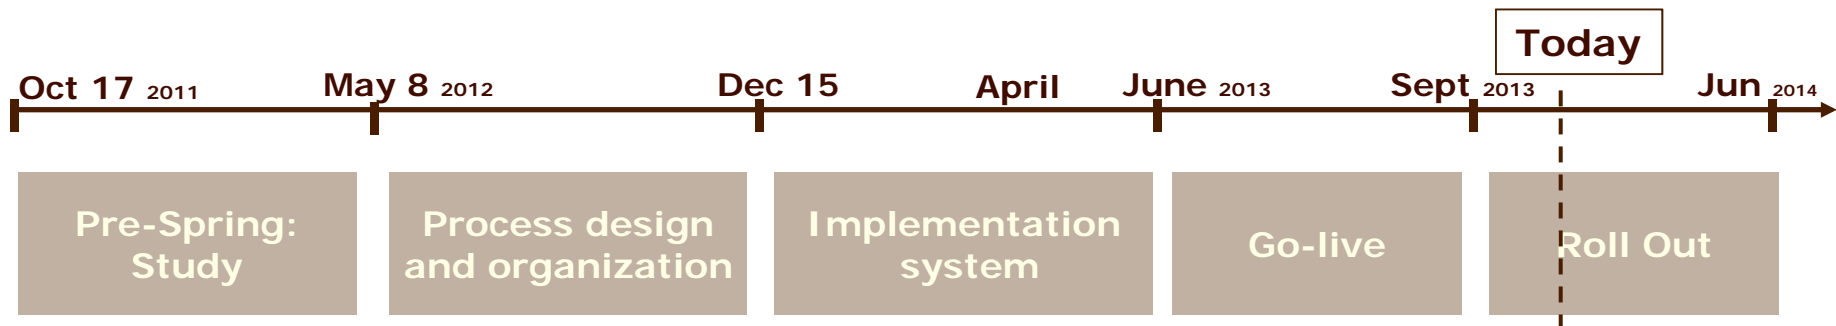 Today
Oct 17 2011
May 8 2012
Dec 15
April
June 2013
Sept 2013
Jun 2014
Pre-Spring:
Study
Process design
and organization
Implementation
system
Go-live
Roll Out